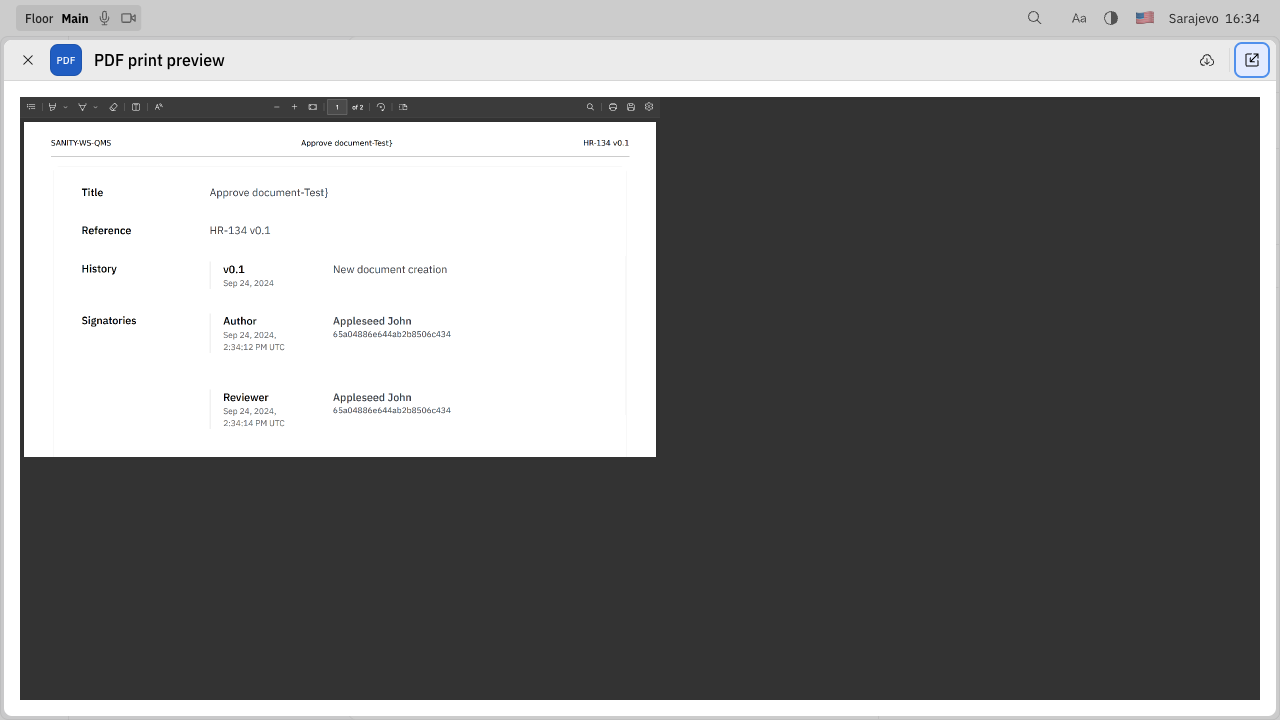 Floor Main
Aa
Sarajevo 16:34
PDF
PDF print preview
1 of 2
SANITY-WS-QMS
Approve document-Test}
HR-134 v0.1
Title
Approve document-Test}
Reference
HR-134 v0.1
History
v0.1
New document creation
Sep 24, 2024
Signatories
Author
Appleseed John
Sep 24, 2024,
65a04886e644ab2b8506c434
2:34:12 PM UTC
Reviewer
Appleseed John
Sep 24, 2024,
65a04886e644ab2b8506c434
2:34:14 PM UTC